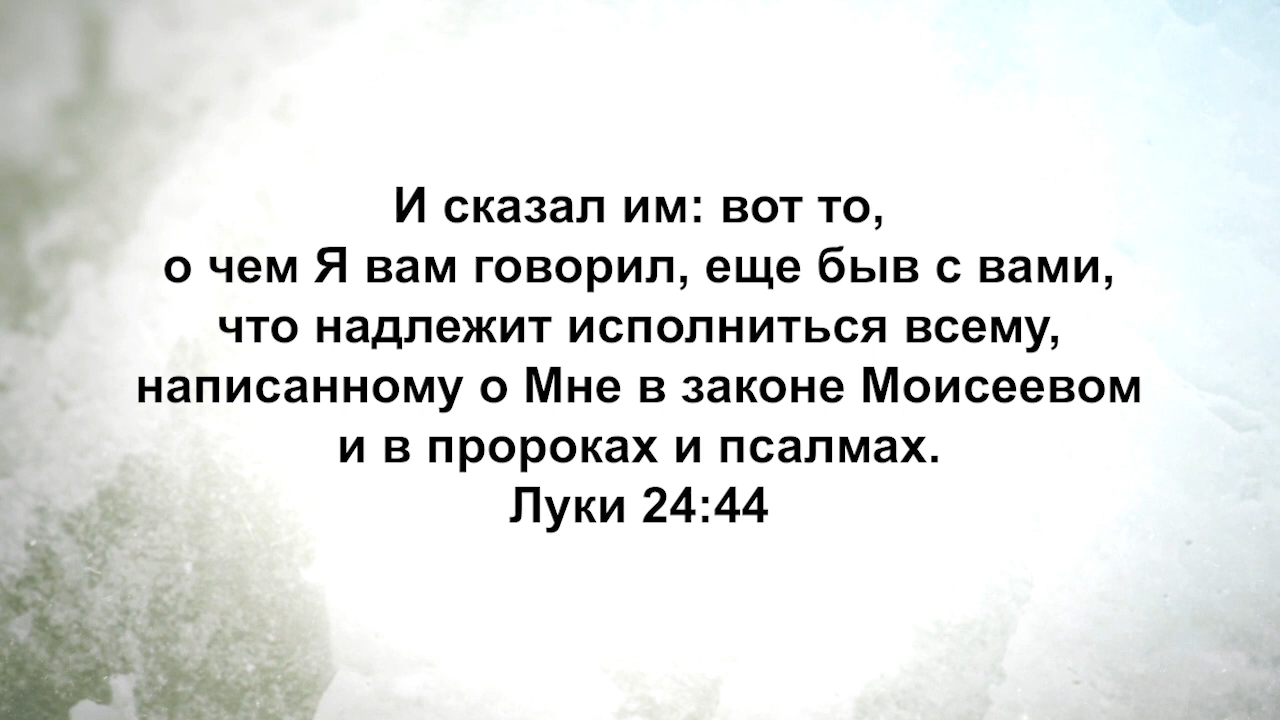 И сказал им: вот то,
о чем Я вам говорил, еще быв с вами,
что надлежит исполниться всему,
написанному о Мне в законе Моисеевом
и в пророках и псалмах.
Луки 24:44